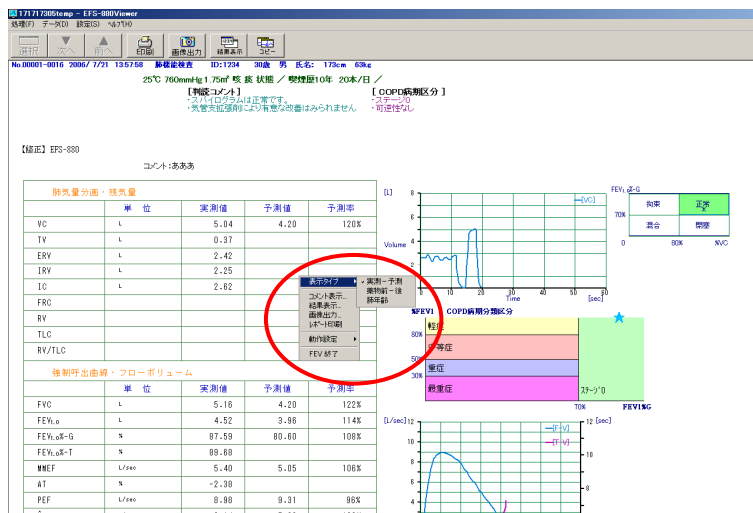 171717305temp - EFS-880Viewer
処理(F) データ(D) 設定(S) ヘルプ(H)
選択 次へ 前へ 印刷 画像出力 結果表示 コピー
No.00001-0016 2006/ 7/21 13:57:58 肺機能検査 ID:1234 30歳 男 氏名: 173cm 63kg
25℃ 760mmHg 1.75㎡ 咳 痰 状態 / 喫煙歴10年 20本/日 /
【判読コメント】
・スパイログラムは正常です。
・気管支拡張剤により有意な改善はみられません
[ COPD病期区分 ]
・ステージ0
・可逆性なし
【修正】 EFS-880
コメント:あああ
肺気量分画・残気量
単 位 実測値 予測値 予測率
VC L 5.04 4.20 120%
TV L 0.37
ERV L 2.42
IRV L 2.25
IC L 2.62
FRC
RV
TLC
RV/TLC
強制呼出曲線・フローボリューム
単 位 実測値 予測値 予測率
FVC L 5.16 4.20 122%
FEV1.0 L 4.52 3.96 114%
FEV1.0%-G % 87.59 80.60 108%
FEV1.0%-T % 89.68
MMEF L/sec 5.40 5.05 106%
AT % -2.38
PEF L/sec 8.98 9.31 96%
表示タイプ
コメント表示...
結果表示...
画像出力...
レポート印刷
動作設定
FEV 終了
実測-予測
薬物前-後
肺年齢
[L]
8
6
Volume 4
2
[VC]
10 20 30 40 50 60
Time [sec]
FEV1.0%-G
拘束 正常
70%
混合 閉塞
0 80% %VC
%FEV1 COPD病期分類区分
軽症
80%
中等症
50%
重症
30%
最重症
ステージ0
70% FEV1%G
[L/sec]
12
10
8
6
4
[F-V]
[T-V]
12 [sec]
10
8